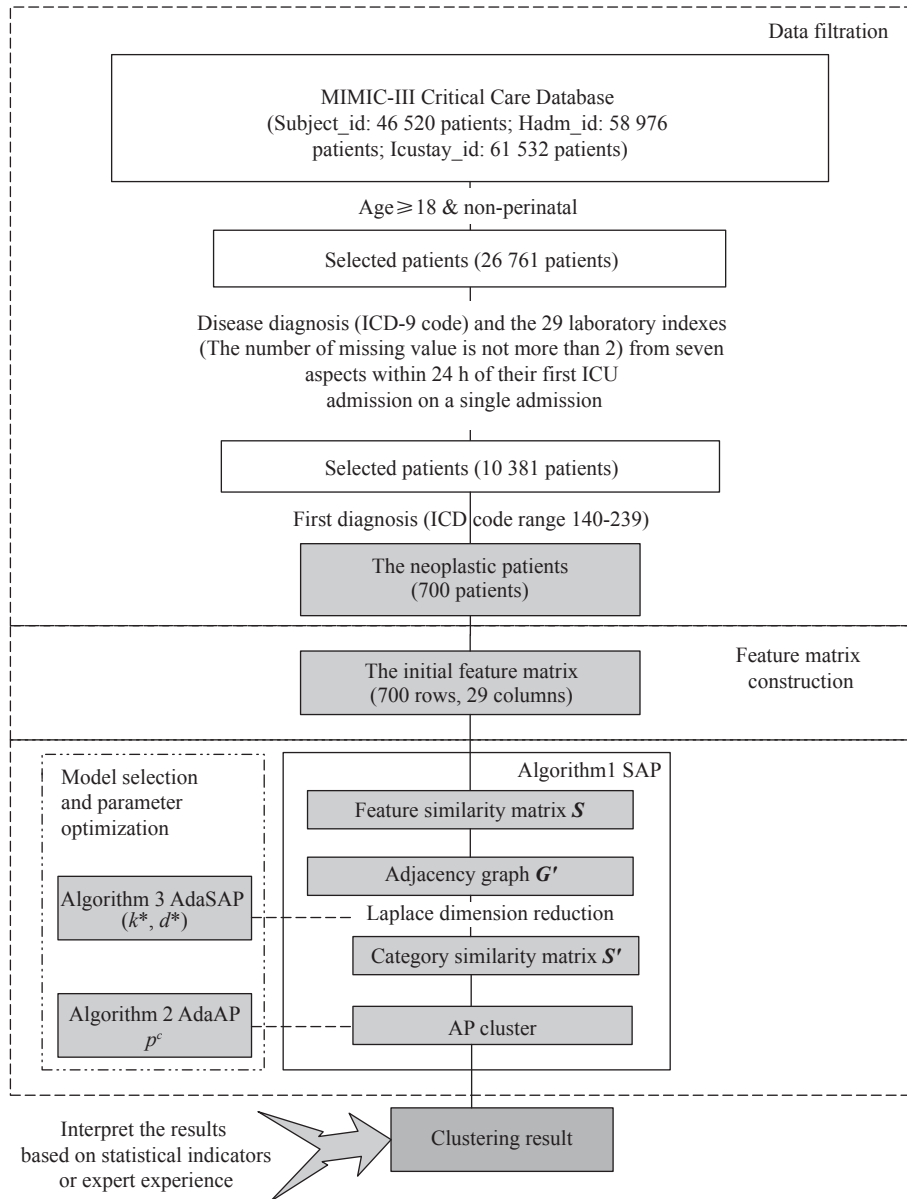 Data filtration
MIMIC-III Critical Care Database
(Subject_id: 46 520 patients; Hadm_id: 58 976
patients; Icustay_id: 61 532 patients)
Age⩾18 & non-perinatal
Selected patients (26 761 patients)
Disease diagnosis (ICD-9 code) and the 29 laboratory indexes
(The number of missing value is not more than 2) from seven
aspects within 24 h of their first ICU
admission on a single admission
Selected patients (10 381 patients)
First diagnosis (ICD code range 140-239)
The neoplastic patients
(700 patients)
The initial feature matrix
(700 rows, 29 columns)
Feature matrix
construction
Model selection
and parameter
optimization
Algorithm 3 AdaSAP
(k*, d*)
Algorithm 2 AdaAP
p^c
Algorithm1 SAP
Feature similarity matrix S
Adjacency graph G'
Laplace dimension reduction
Category similarity matrix S'
AP cluster
Clustering result
Interpret the results
based on statistical indicators
or expert experience